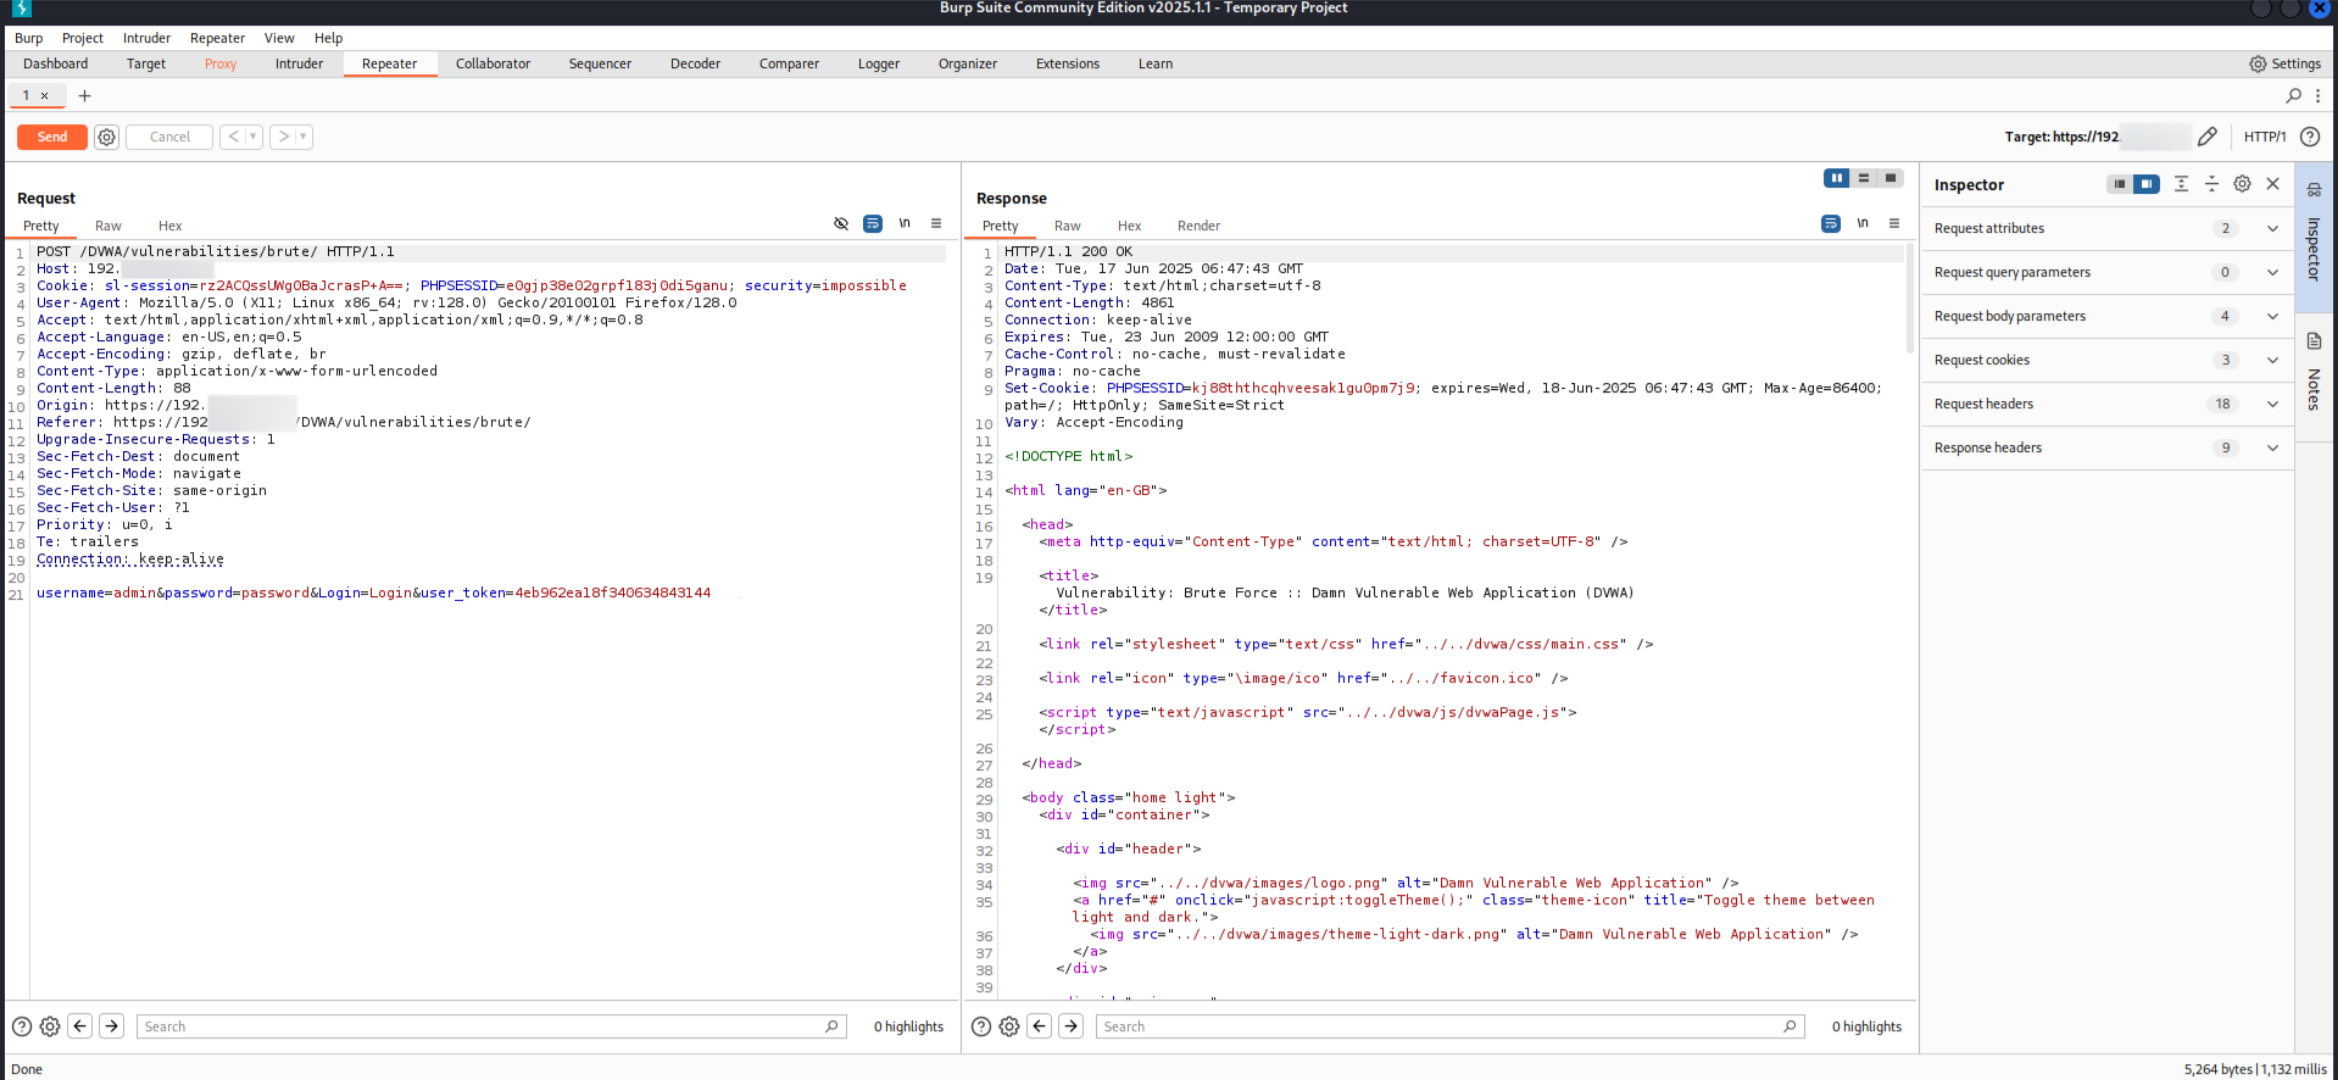 Burp Suite Community Edition v2025.1.1 - Temporary Project
Burp Project Intruder Repeater View Help
Dashboard Target Proxy Intruder Repeater Collaborator Sequencer Decoder Comparer Logger Organizer Extensions Learn Settings
1 × +
Send Cancel < > Target: https://192. HTTP/1
Request
Pretty Raw Hex \n
1 POST /DVWA/vulnerabilities/brute/ HTTP/1.1
2 Host: 192.
3 Cookie: sl-session=rz2ACQssUWgOBaJcrasP+A==; PHPSESSID=e0gjp38e02grpfl83j0di5ganu; security=impossible
4 User-Agent: Mozilla/5.0 (X11; Linux x86_64; rv:128.0) Gecko/20100101 Firefox/128.0
5 Accept: text/html,application/xhtml+xml,application/xml;q=0.9,*/*;q=0.8
6 Accept-Language: en-US,en;q=0.5
7 Accept-Encoding: gzip, deflate, br
8 Content-Type: application/x-www-form-urlencoded
9 Content-Length: 88
10 Origin: https://192.
11 Referer: https://192 /DVWA/vulnerabilities/brute/
12 Upgrade-Insecure-Requests: 1
13 Sec-Fetch-Dest: document
14 Sec-Fetch-Mode: navigate
15 Sec-Fetch-Site: same-origin
16 Sec-Fetch-User: ?1
17 Priority: u=0, i
18 Te: trailers
19 Connection: keep-alive
20
21 username=admin&password=password&Login=Login&user_token=4eb962ea18f340634843144
Search 0 highlights
Response
Pretty Raw Hex Render \n
1 HTTP/1.1 200 OK
2 Date: Tue, 17 Jun 2025 06:47:43 GMT
3 Content-Type: text/html;charset=utf-8
4 Content-Length: 4861
5 Connection: keep-alive
6 Expires: Tue, 23 Jun 2009 12:00:00 GMT
7 Cache-Control: no-cache, must-revalidate
8 Pragma: no-cache
9 Set-Cookie: PHPSESSID=kj88ththcqhveesak1gu0pm7j9; expires=Wed, 18-Jun-2025 06:47:43 GMT; Max-Age=86400;
path=/; HttpOnly; SameSite=Strict
10 Vary: Accept-Encoding
11
12 <!DOCTYPE html>
13
14 <html lang="en-GB">
15
16 <head>
17 <meta http-equiv="Content-Type" content="text/html; charset=UTF-8" />
18
19 <title>
Vulnerability: Brute Force :: Damn Vulnerable Web Application (DVWA)
</title>
20
21 <link rel="stylesheet" type="text/css" href="../../dvwa/css/main.css" />
22
23 <link rel="icon" type="\image/ico" href="../../favicon.ico" />
24
25 <script type="text/javascript" src="../../dvwa/js/dvwaPage.js">
</script>
26
27 </head>
28
29 <body class="home light">
30 <div id="container">
31
32 <div id="header">
33
34 <img src="../../dvwa/images/logo.png" alt="Damn Vulnerable Web Application" />
35 <a href="#" onclick="javascript:toggleTheme();" class="theme-icon" title="Toggle theme between
light and dark.">
36 <img src="../../dvwa/images/theme-light-dark.png" alt="Damn Vulnerable Web Application" />
37 </a>
38 </div>
39
Search 0 highlights
Inspector
Request attributes 2
Request query parameters 0
Request body parameters 4
Request cookies 3
Request headers 18
Response headers 9
Inspector
Notes
Done 5,264 bytes | 1,132 millis